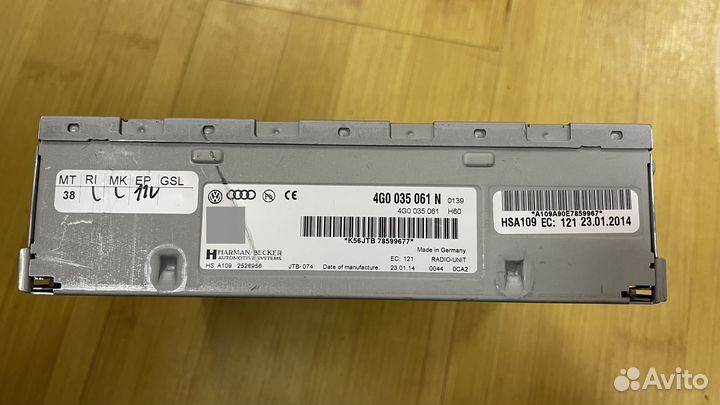 MT RI MK EP GSL
38
4G0 035 061 N 0139
4G0 035 061 H60
*K56JTB 78599677*
Made in Germany
HARMAN/BECKER
AUTOMOTIVE SYSTEMS
EC: 121 RADIO-UNIT
HS A109 2526956 JTB-074 Date of manufacture: 23.01.14 0044 0CA2
*A109A90E7859967*
HSA109 EC: 121 23.01.2014
Avito